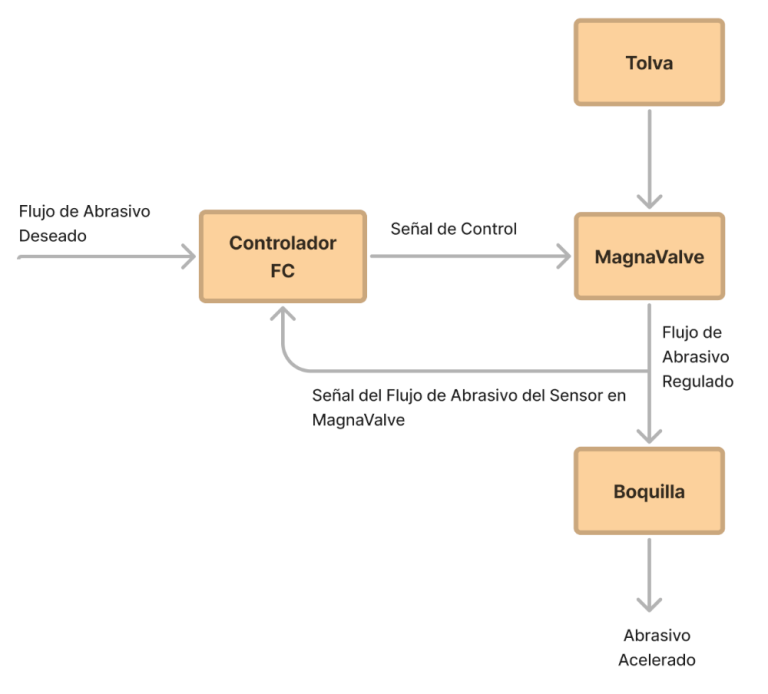 Tolva
Flujo de Abrasivo
Deseado
Controlador
FC
Señal de Control
MagnaValve
Flujo de
Abrasivo
Regulado
Señal del Flujo de Abrasivo del Sensor en
MagnaValve
Boquilla
Abrasivo
Acelerado